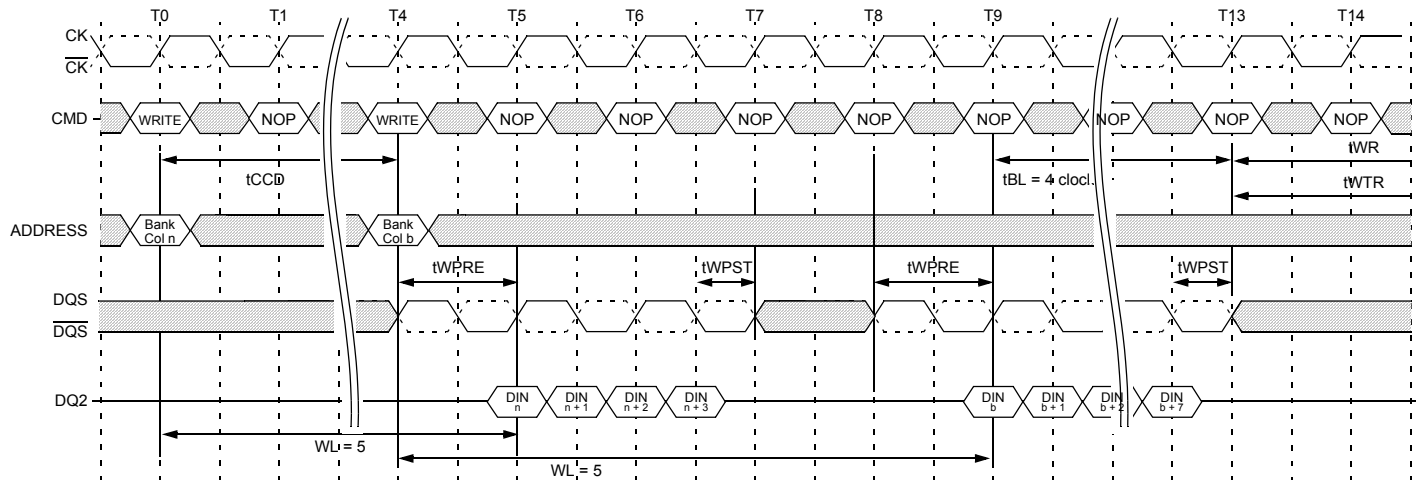 T0 T1 T4 T5 T6 T7 T8 T9 T13 T14
CK
CK
CMD WRITE NOP WRITE NOP NOP NOP NOP NOP NOP NOP NOP
tCCD tBL = 4 clocl. tWR
tWTR
ADDRESS Bank Col n Bank Col b
tWPRE tWPST tWPRE tWPST
DQS
DQS
DQ2 DIN n DIN n + 1 DIN n + 2 DIN n + 3 DIN b DIN b + 1 DIN b + 2 DIN b + 7
WL = 5
WL = 5